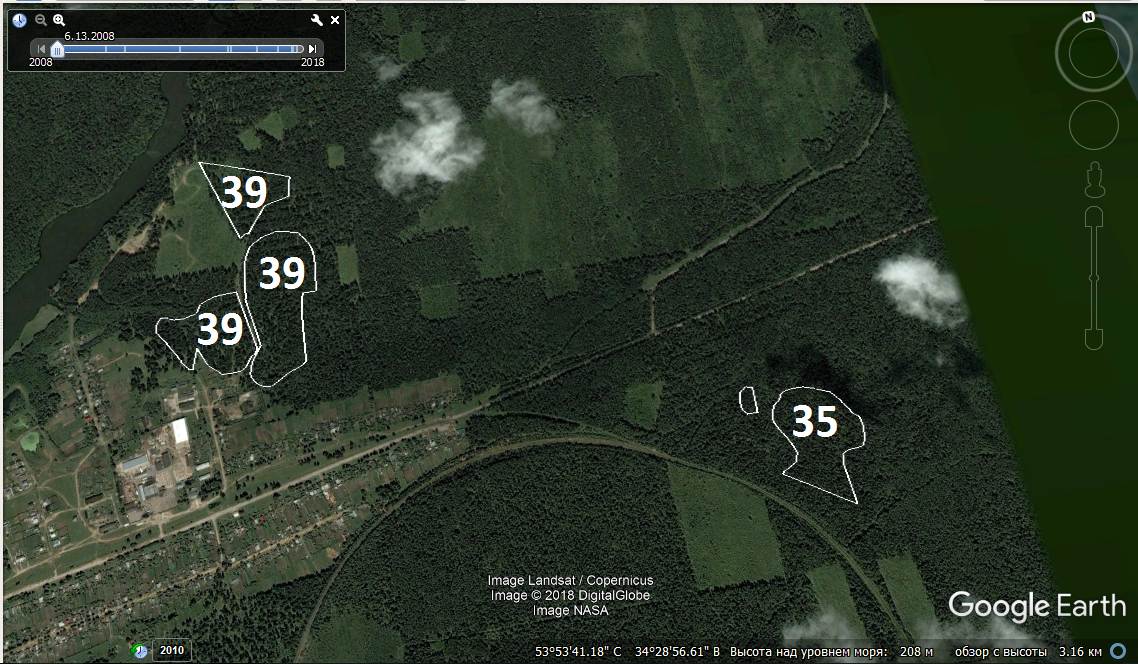 6.13.2008
2008
2018
N
39
39
39
35
Image Landsat / Copernicus
Image © 2018 DigitalGlobe
Image NASA
Google Earth
2010
53°53'41.18" С 34°28'56.61" В Высота над уровнем моря: 208 м обзор с высоты 3.16 км